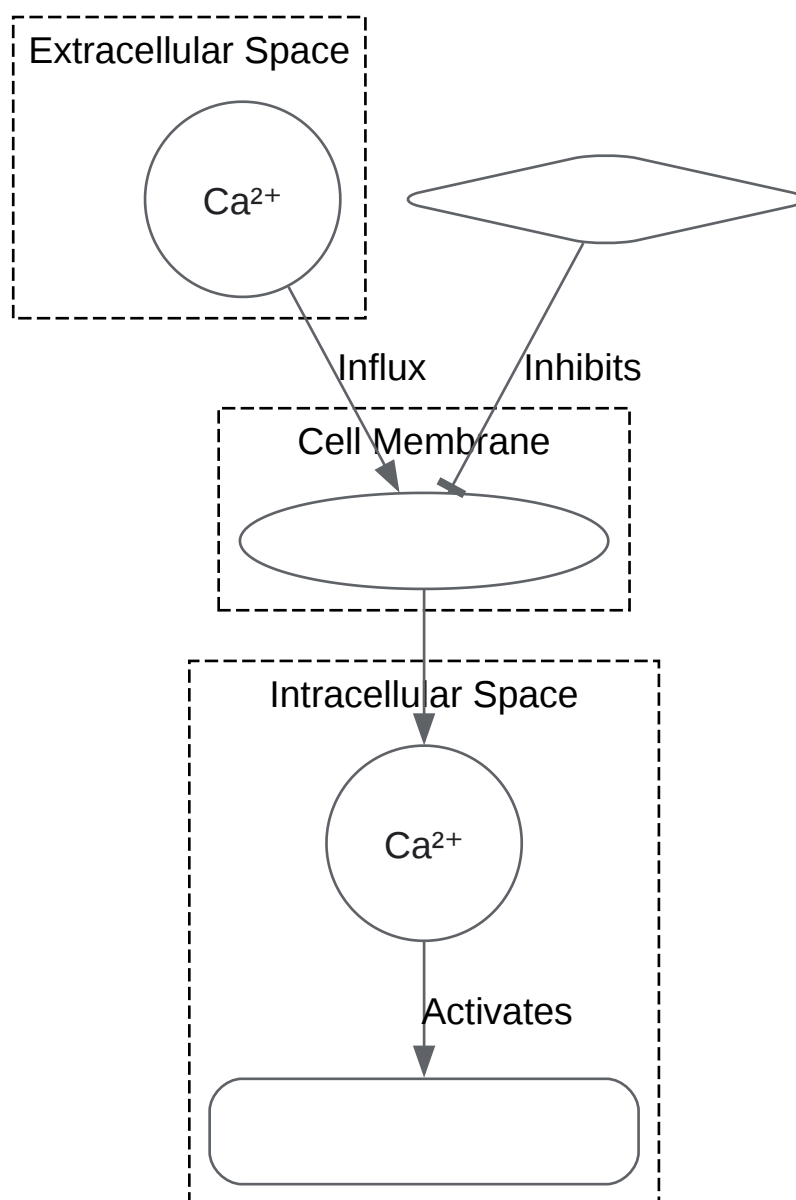 Extracellular Space
Ca²⁺
Influx
Inhibits
Cell Membrane
Intracellular Space
Ca²⁺
Activates